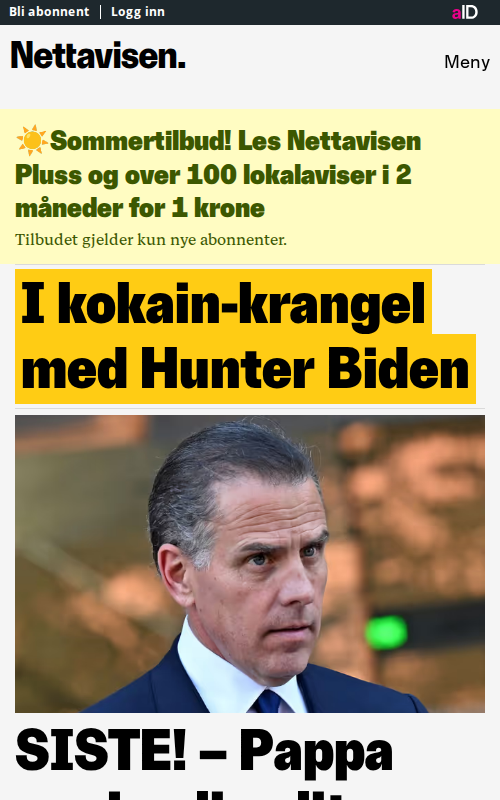 Bli abonnent
Logg inn
aID
Nettavisen.
Meny
☀️Sommertilbud! Les Nettavisen
Pluss og over 100 lokalaviser i 2
måneder for 1 krone
Tilbudet gjelder kun nye abonnenter.
I kokain-krangel
med Hunter Biden
SISTE! – Pappa